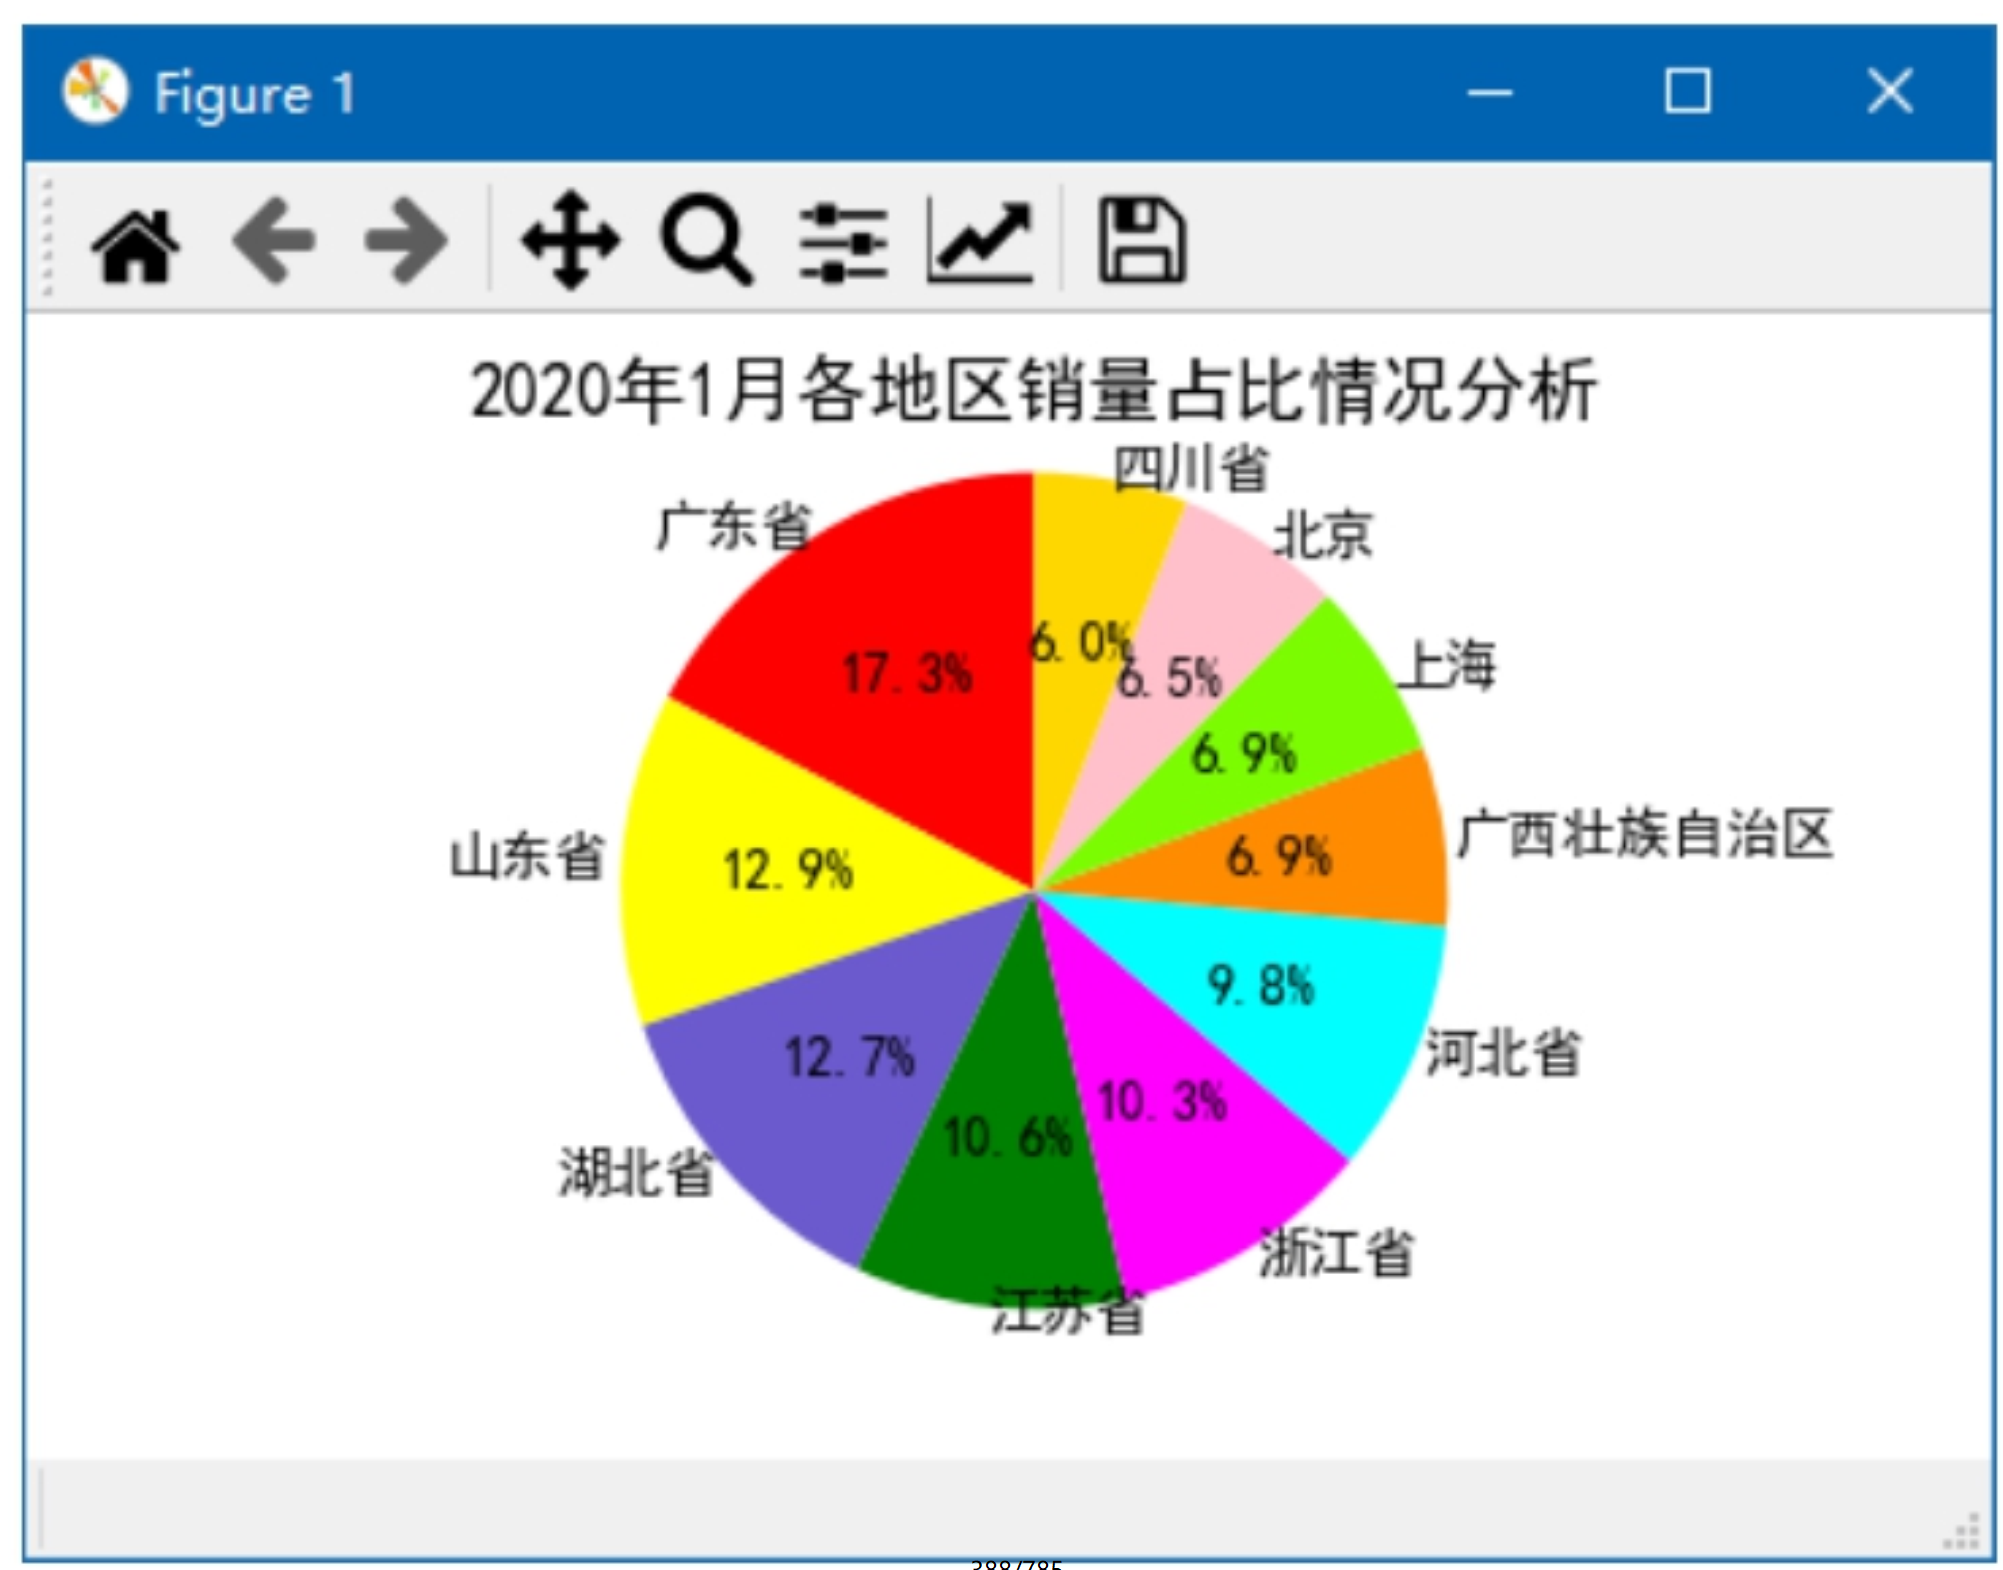 Figure 1
2020年1月各地区销量占比情况分析
四川省
广东省
北京
6.0%
上海
17.3%
6.5%
6.9%
广西壮族自治区
山东省
12.9%
6.9%
9.8%
河北省
12.7%
10.3%
10.6%
湖北省
浙江省
江苏省
388/785